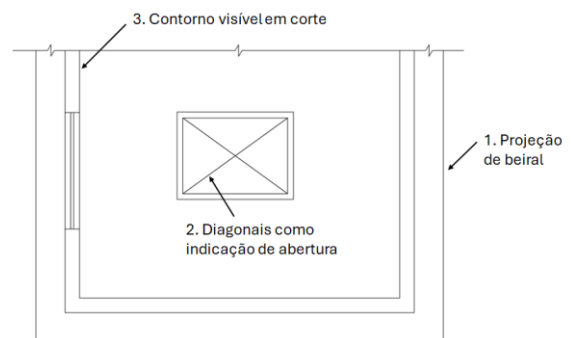 3. Contorno visível em corte
1. Projeção
de beiral
2. Diagonais como
indicação de abertura